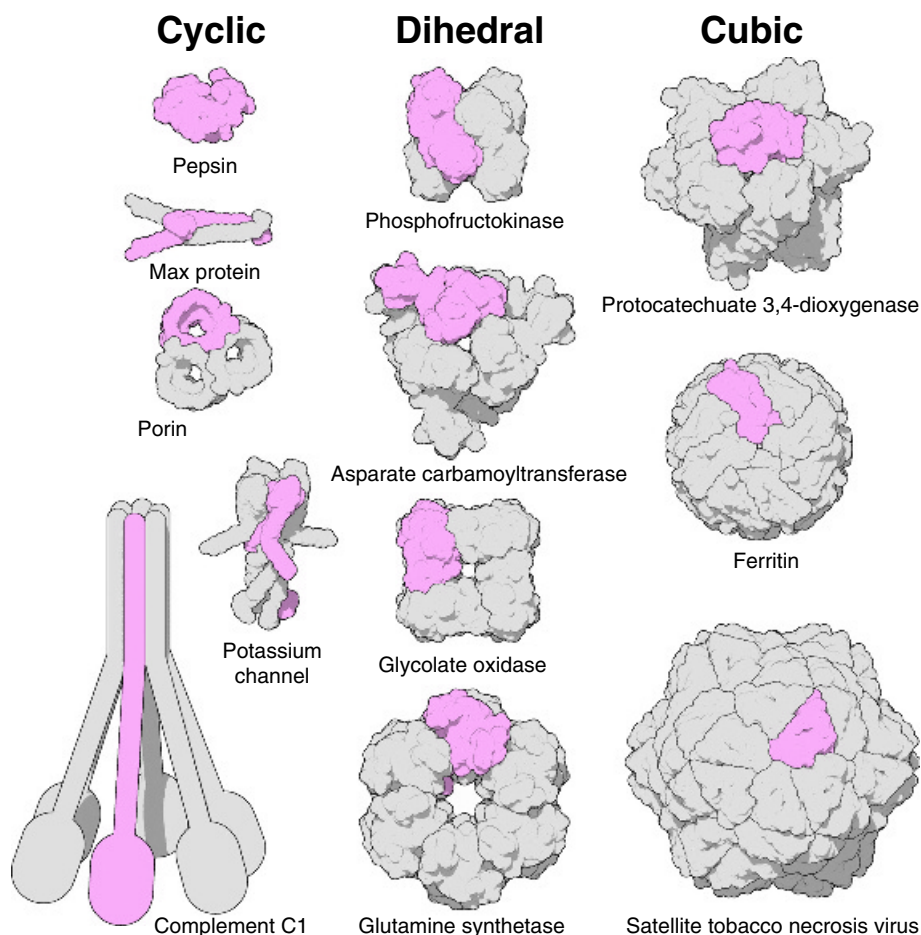 Cyclic
Dihedral
Cubic
Pepsin
Phosphofructokinase
Max protein
Protocatechuate 3,4-dioxygenase
Porin
Asparate carbamoyltransferase
Ferritin
Potassium
channel
Glycolate oxidase
Complement C1
Glutamine synthetase
Satellite tobacco necrosis virus